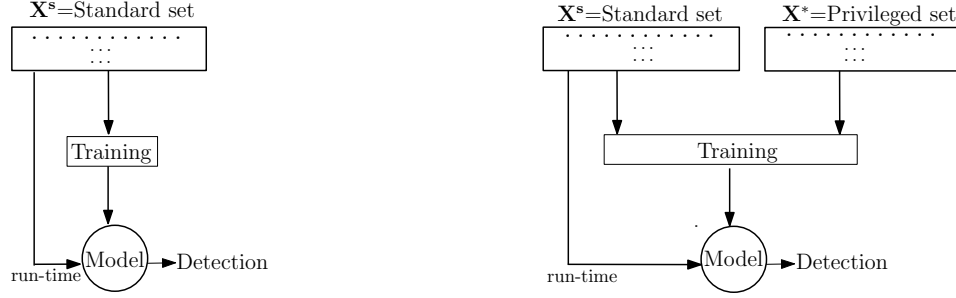 X^s=Standard set
Training
Model
run-time
Detection
X^s=Standard set
X*=Privileged set
Training
Model
run-time
Detection